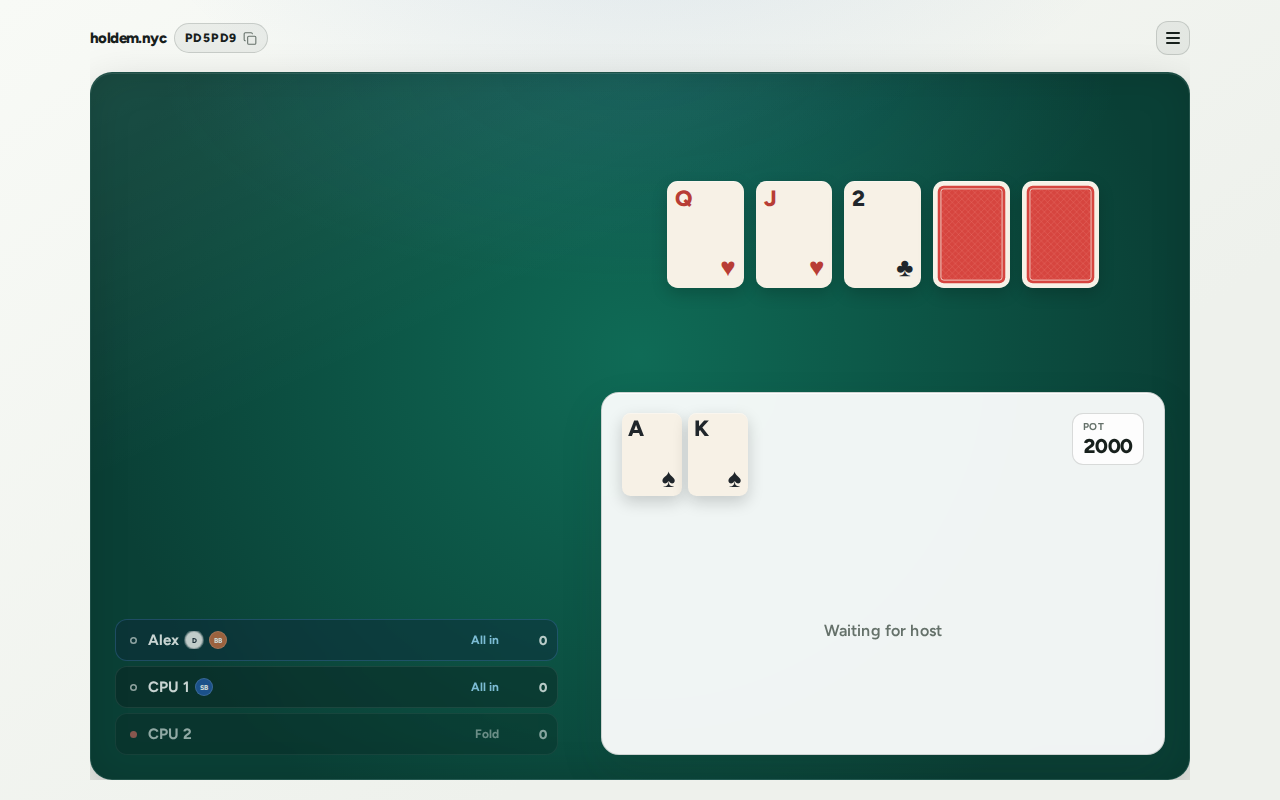 holdem.nyc PD5PD9
Q J 2
♥ ♥ ♣
A K
♠ ♠
POT
2000
Waiting for host
Alex D BB All in 0
CPU 1 SB All in 0
CPU 2 Fold 0